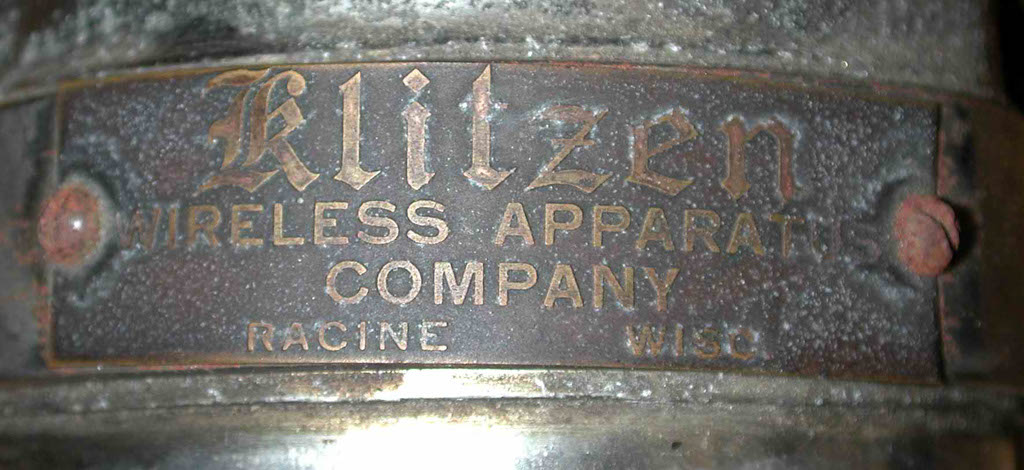 Klitzen
WIRELESS APPARATUS
COMPANY
RACINE WISC